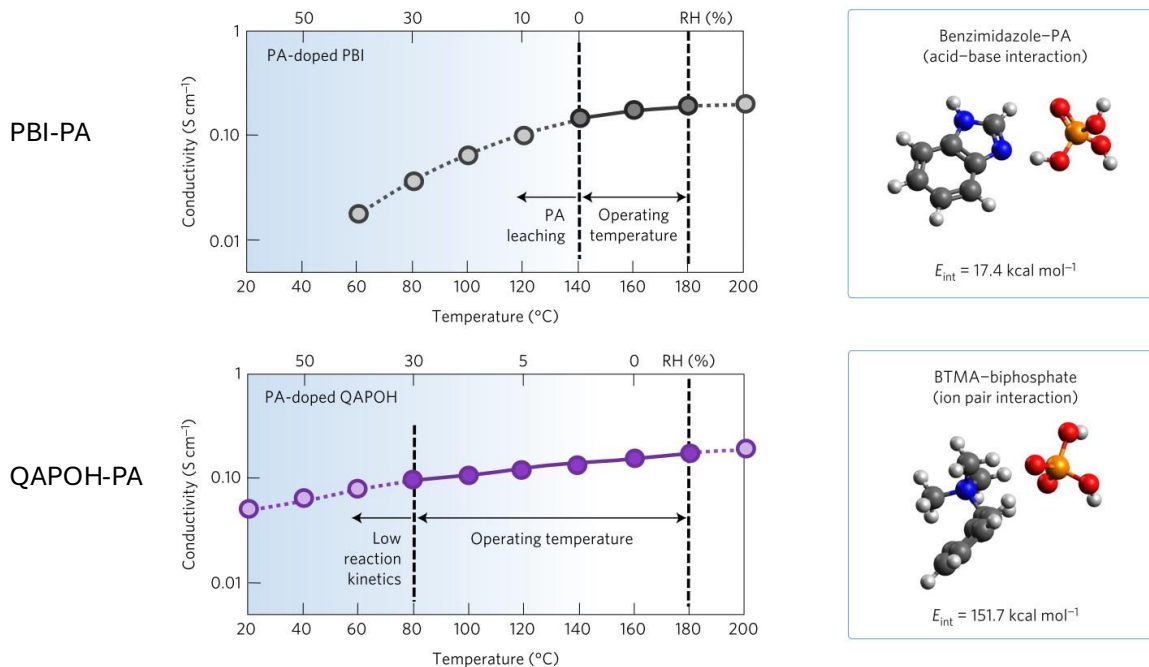 50 30 10 0 RH (%)
1
PA-doped PBI
Conductivity (S cm⁻¹)
0.10
0.01
PA
leaching
Operating
temperature
20 40 60 80 100 120 140 160 180 200
Temperature (°C)
PBI-PA
Benzimidazole–PA
(acid–base interaction)
E_int = 17.4 kcal mol⁻¹
50 30 5 0 RH (%)
1
PA-doped QAPOH
Conductivity (S cm⁻¹)
0.10
0.01
Low
reaction
kinetics
Operating temperature
20 40 60 80 100 120 140 160 180 200
Temperature (°C)
QAPOH-PA
BTMA–biphosphate
(ion pair interaction)
E_int = 151.7 kcal mol⁻¹